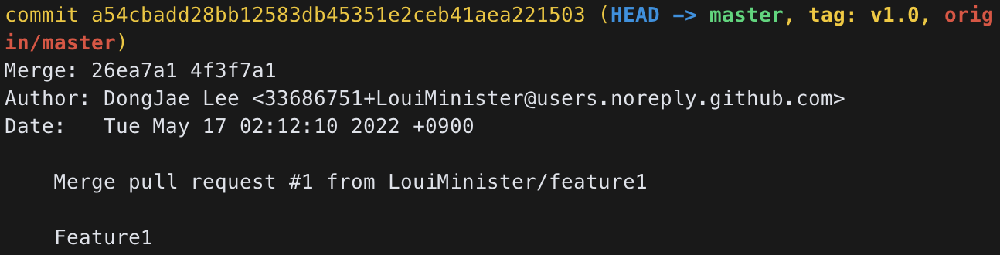 commit a54cbadd28bb12583db45351e2ceb41aea221503 (HEAD -> master, tag: v1.0, orig
in/master)
Merge: 26ea7a1 4f3f7a1
Author: DongJae Lee <33686751+LouiMinister@users.noreply.github.com>
Date:   Tue May 17 02:12:10 2022 +0900
Merge pull request #1 from LouiMinister/feature1
Feature1